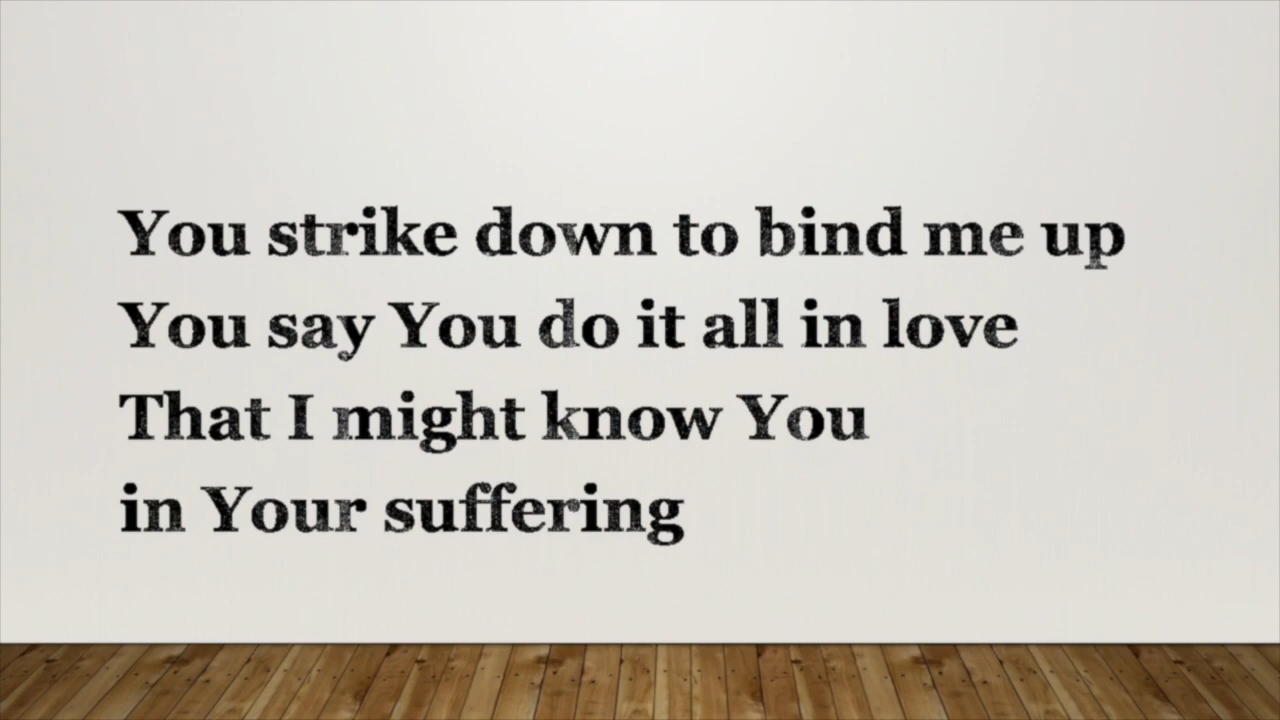 You strike down to bind me up
You say You do it all in love
That I might know You
in Your suffering